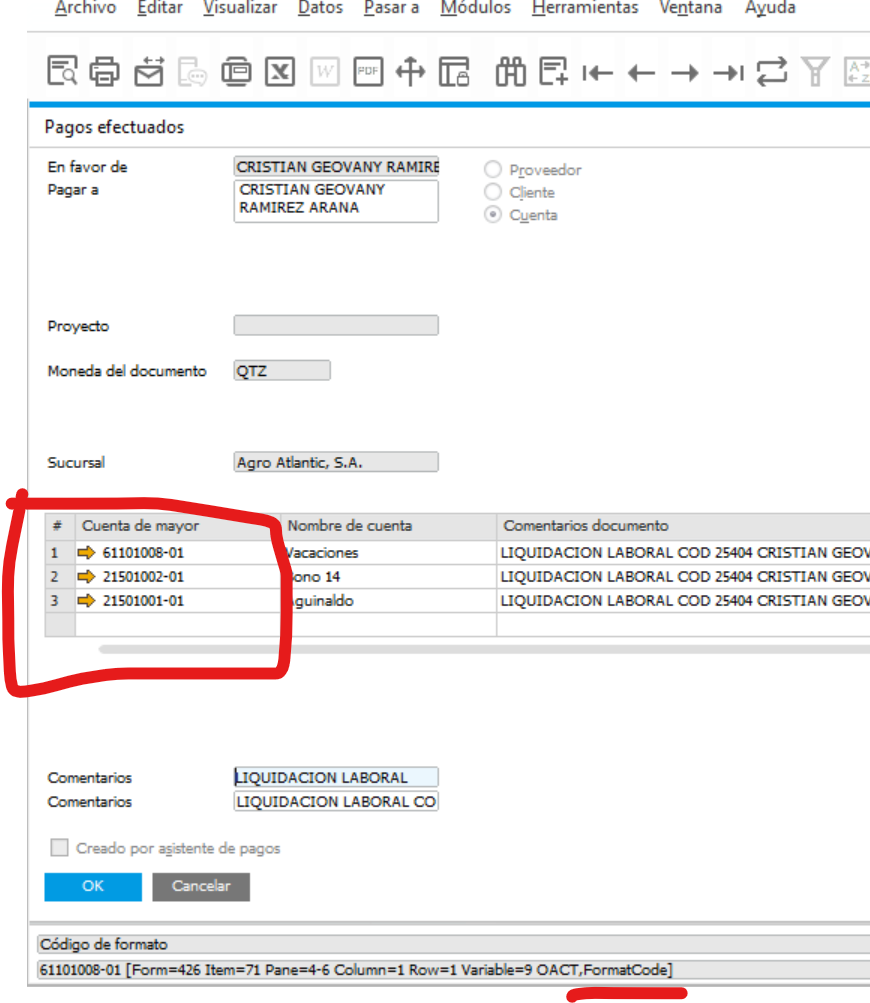 Archivo Editar Visualizar Datos Pasar a Módulos Herramientas Ventana Ayuda
W PDF
Pagos efectuados
En favor de CRISTIAN GEOVANY RAMIRE Proveedor
Pagar a CRISTIAN GEOVANY Cliente
RAMIREZ ARANA Cuenta
Proyecto
Moneda del documento QTZ
Sucursal Agro Atlantic, S.A.
# Cuenta de mayor Nombre de cuenta Comentarios documento
1 61101008-01 Vacaciones LIQUIDACION LABORAL COD 25404 CRISTIAN GEOV
2 21501002-01 ono 14 LIQUIDACION LABORAL COD 25404 CRISTIAN GEOV
3 21501001-01 guinaldo LIQUIDACION LABORAL COD 25404 CRISTIAN GEOV
Comentarios LIQUIDACION LABORAL
Comentarios LIQUIDACION LABORAL CO
Creado por asistente de pagos
OK Cancelar
Código de formato
61101008-01 [Form=426 Item=71 Pane=4-6 Column=1 Row=1 Variable=9 OACT,FormatCode]